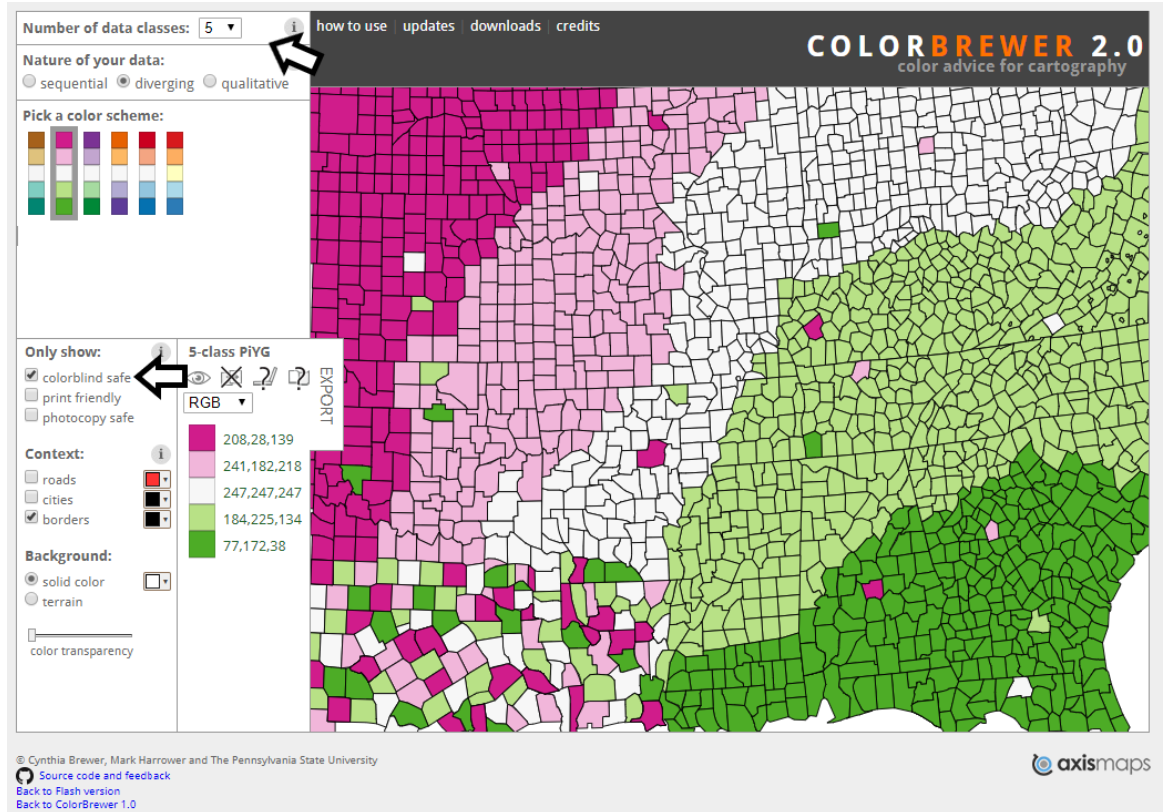 Number of data classes: 5 i
how to use | updates | downloads | credits
COLORBREWER 2.0
color advice for cartography
Nature of your data:
sequential diverging qualitative
Pick a color scheme:
Only show: i
colorblind safe
print friendly
photocopy safe
Context: i
roads
cities
borders
Background:
solid color
terrain
color transparency
5-class PiYG
EXPORT
RGB
208,28,139
241,182,218
247,247,247
184,225,134
77,172,38
© Cynthia Brewer, Mark Harrower and The Pennsylvania State University
Source code and feedback
Back to Flash version
Back to ColorBrewer 1.0
axismaps